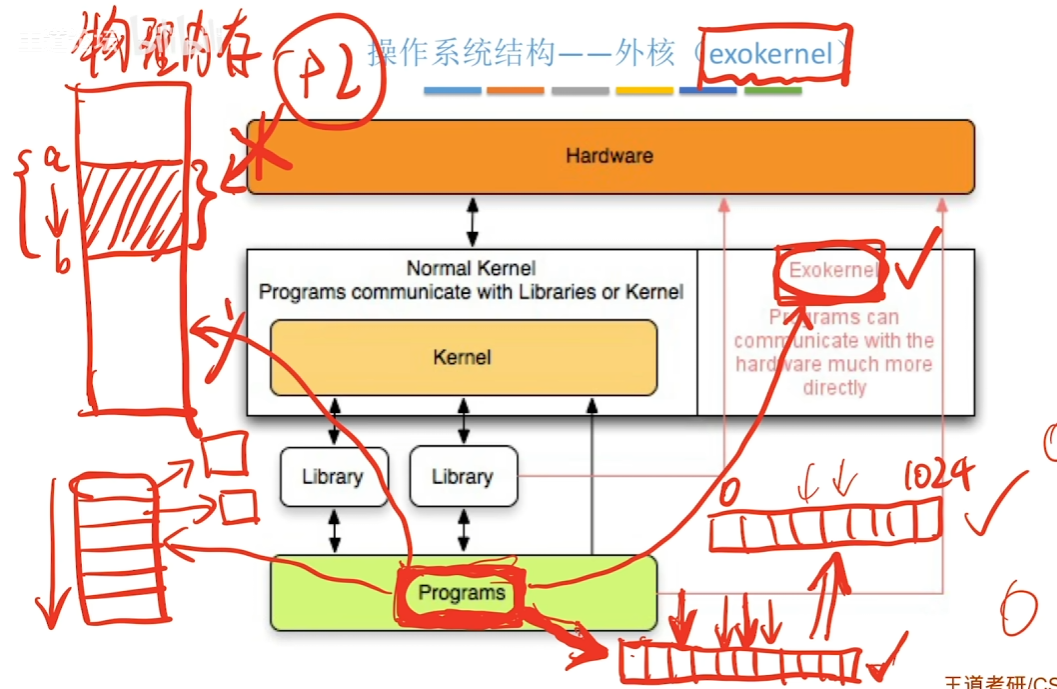 物理内存
P2
操作系统结构——外核（exokernel）
Hardware
a
b
Normal Kernel
Programs communicate with Libraries or Kernel
Kernel
Exokernel
Programs can
communicate with the
hardware much more
directly
Library
Library
0
1024
Programs
王道考研/CS